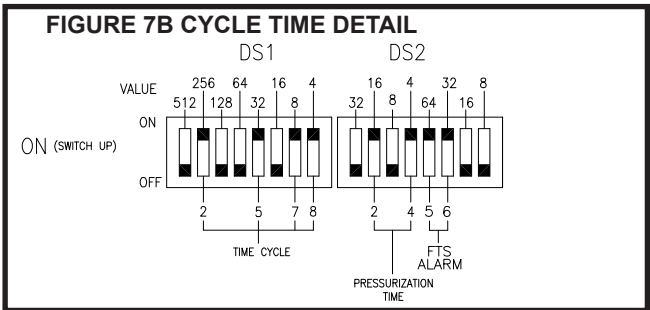 FIGURE 7B CYCLE TIME DETAIL
DS1 DS2
VALUE 512 256 128 64 32 16 8 4 32 16 8 4 64 32 16 8
ON
ON (SWITCH UP)
OFF
2 5 7 8 2 4 5 6
TIME CYCLE
FTS
ALARM
PRESSURIZATION
TIME